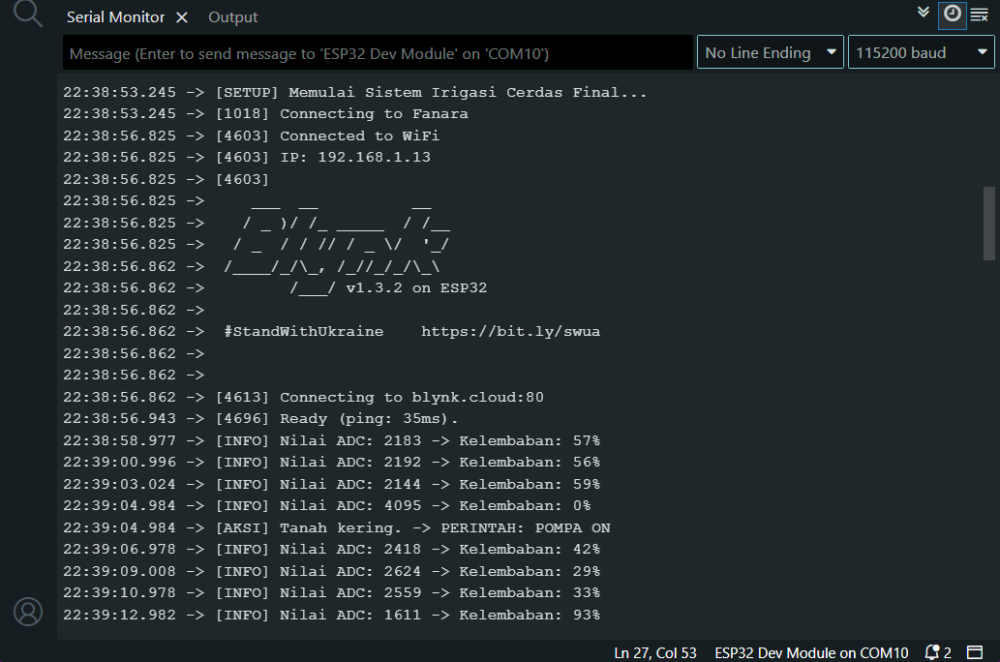 Serial Monitor Output
Message (Enter to send message to 'ESP32 Dev Module' on 'COM10')
No Line Ending
115200 baud
22:38:53.245 -> [SETUP] Memulai Sistem Irigasi Cerdas Final...
22:38:53.245 -> [1018] Connecting to Fanara
22:38:56.825 -> [4603] Connected to WiFi
22:38:56.825 -> [4603] IP: 192.168.1.13
22:38:56.825 -> [4603]
22:38:56.825 ->      ___  __          __
22:38:56.825 ->     / _ )/ /_ _____  / /__
22:38:56.825 ->    / _  / / // / _ \/  '_/
22:38:56.862 ->   /____/_/\_, /_//_/_/\_\
22:38:56.862 ->          /___/ v1.3.2 on ESP32
22:38:56.862 ->
22:38:56.862 ->   #StandWithUkraine    https://bit.ly/swua
22:38:56.862 ->
22:38:56.862 ->
22:38:56.862 -> [4613] Connecting to blynk.cloud:80
22:38:56.943 -> [4696] Ready (ping: 35ms).
22:38:58.977 -> [INFO] Nilai ADC: 2183 -> Kelembaban: 57%
22:39:00.996 -> [INFO] Nilai ADC: 2192 -> Kelembaban: 56%
22:39:03.024 -> [INFO] Nilai ADC: 2144 -> Kelembaban: 59%
22:39:04.984 -> [INFO] Nilai ADC: 4095 -> Kelembaban: 0%
22:39:04.984 -> [AKSI] Tanah kering. -> PERINTAH: POMPA ON
22:39:06.978 -> [INFO] Nilai ADC: 2418 -> Kelembaban: 42%
22:39:09.008 -> [INFO] Nilai ADC: 2624 -> Kelembaban: 29%
22:39:10.978 -> [INFO] Nilai ADC: 2559 -> Kelembaban: 33%
22:39:12.982 -> [INFO] Nilai ADC: 1611 -> Kelembaban: 93%
Ln 27, Col 53 ESP32 Dev Module on COM10 2